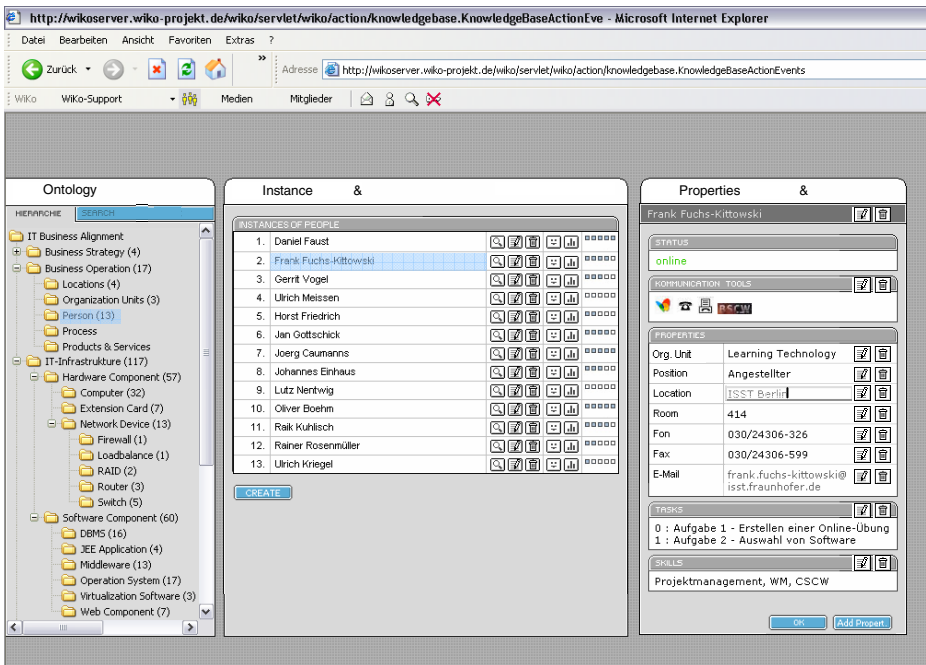 http://wikoserver.wiko-projekt.de/wiko/servlet/wiko/action/knowledgebase.KnowledgeBaseActionEve - Microsoft Internet Explorer
Datei Bearbeiten Ansicht Favoriten Extras ?
Zurück » Adresse http://wikoserver.wiko-projekt.de/wiko/servlet/wiko/action/knowledgebase.KnowledgeBaseActionEvents
WiKo WiKo-Support Medien Mitglieder
Ontology
HIERARCHIE SEARCH
IT Business Alignment
Business Strategy (4)
Business Operation (17)
Locations (4)
Organization Units (3)
Person (13)
Process
Products & Services
IT-Infrastrukture (117)
Hardware Component (57)
Computer (32)
Extension Card (7)
Network Device (13)
Firewall (1)
Loadbalance (1)
RAID (2)
Router (3)
Switch (5)
Software Component (60)
DBMS (16)
JEE Application (4)
Middleware (13)
Operation System (17)
Virtualization Software (3)
Web Component (7)
Instance &
INSTANCES OF PEOPLE
1. Daniel Faust
2. Frank Fuchs-Kittowski
3. Gerrit Vogel
4. Ulrich Meissen
5. Horst Friedrich
6. Jan Gottschick
7. Joerg Caumanns
8. Johannes Einhaus
9. Lutz Nentwig
10. Oliver Boehm
11. Raik Kuhlisch
12. Rainer Rosenmüller
13. Ulrich Kriegel
CREATE
Properties &
Frank Fuchs-Kittowski
STATUS
online
KOMMUNICATION TOOLS
BSCW
PROPERTIES
Org. Unit Learning Technology
Position Angestellter
Location ISST Berlin
Room 414
Fon 030/24306-326
Fax 030/24306-599
E-Mail frank.fuchs-kittowski@
isst.fraunhofer.de
TASKS
0 : Aufgabe 1 - Erstellen einer Online-Übung
1 : Aufgabe 2 - Auswahl von Software
SKILLS
Projektmanagement, WM, CSCW
OK Add Propert.